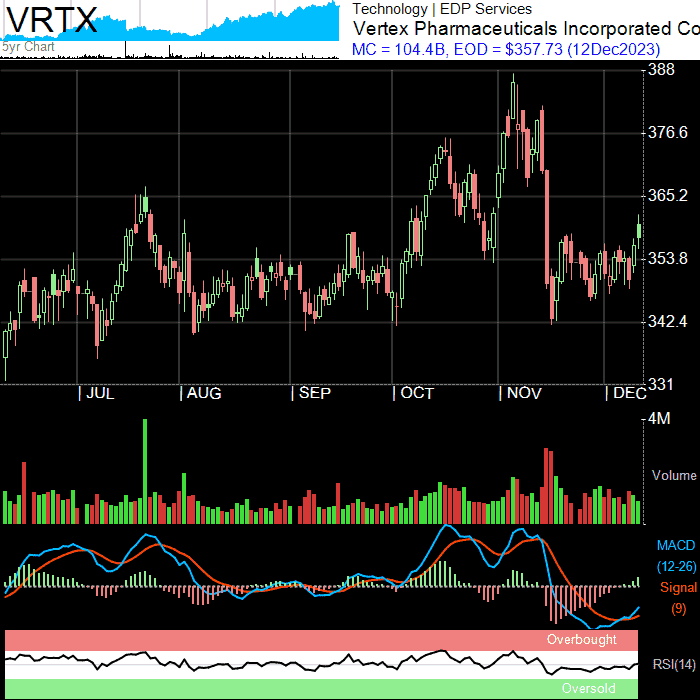 VRTX
5yr Chart
Technology | EDP Services
Vertex Pharmaceuticals Incorporated Co
MC = 104.4B, EOD = $357.73 (12Dec2023)
388
376.6
365.2
353.8
342.4
331
| JUL | AUG | SEP | OCT | NOV | DEC
4M
Volume
MACD
(12-26)
Signal
(9)
Overbought
RSI(14)
Oversold